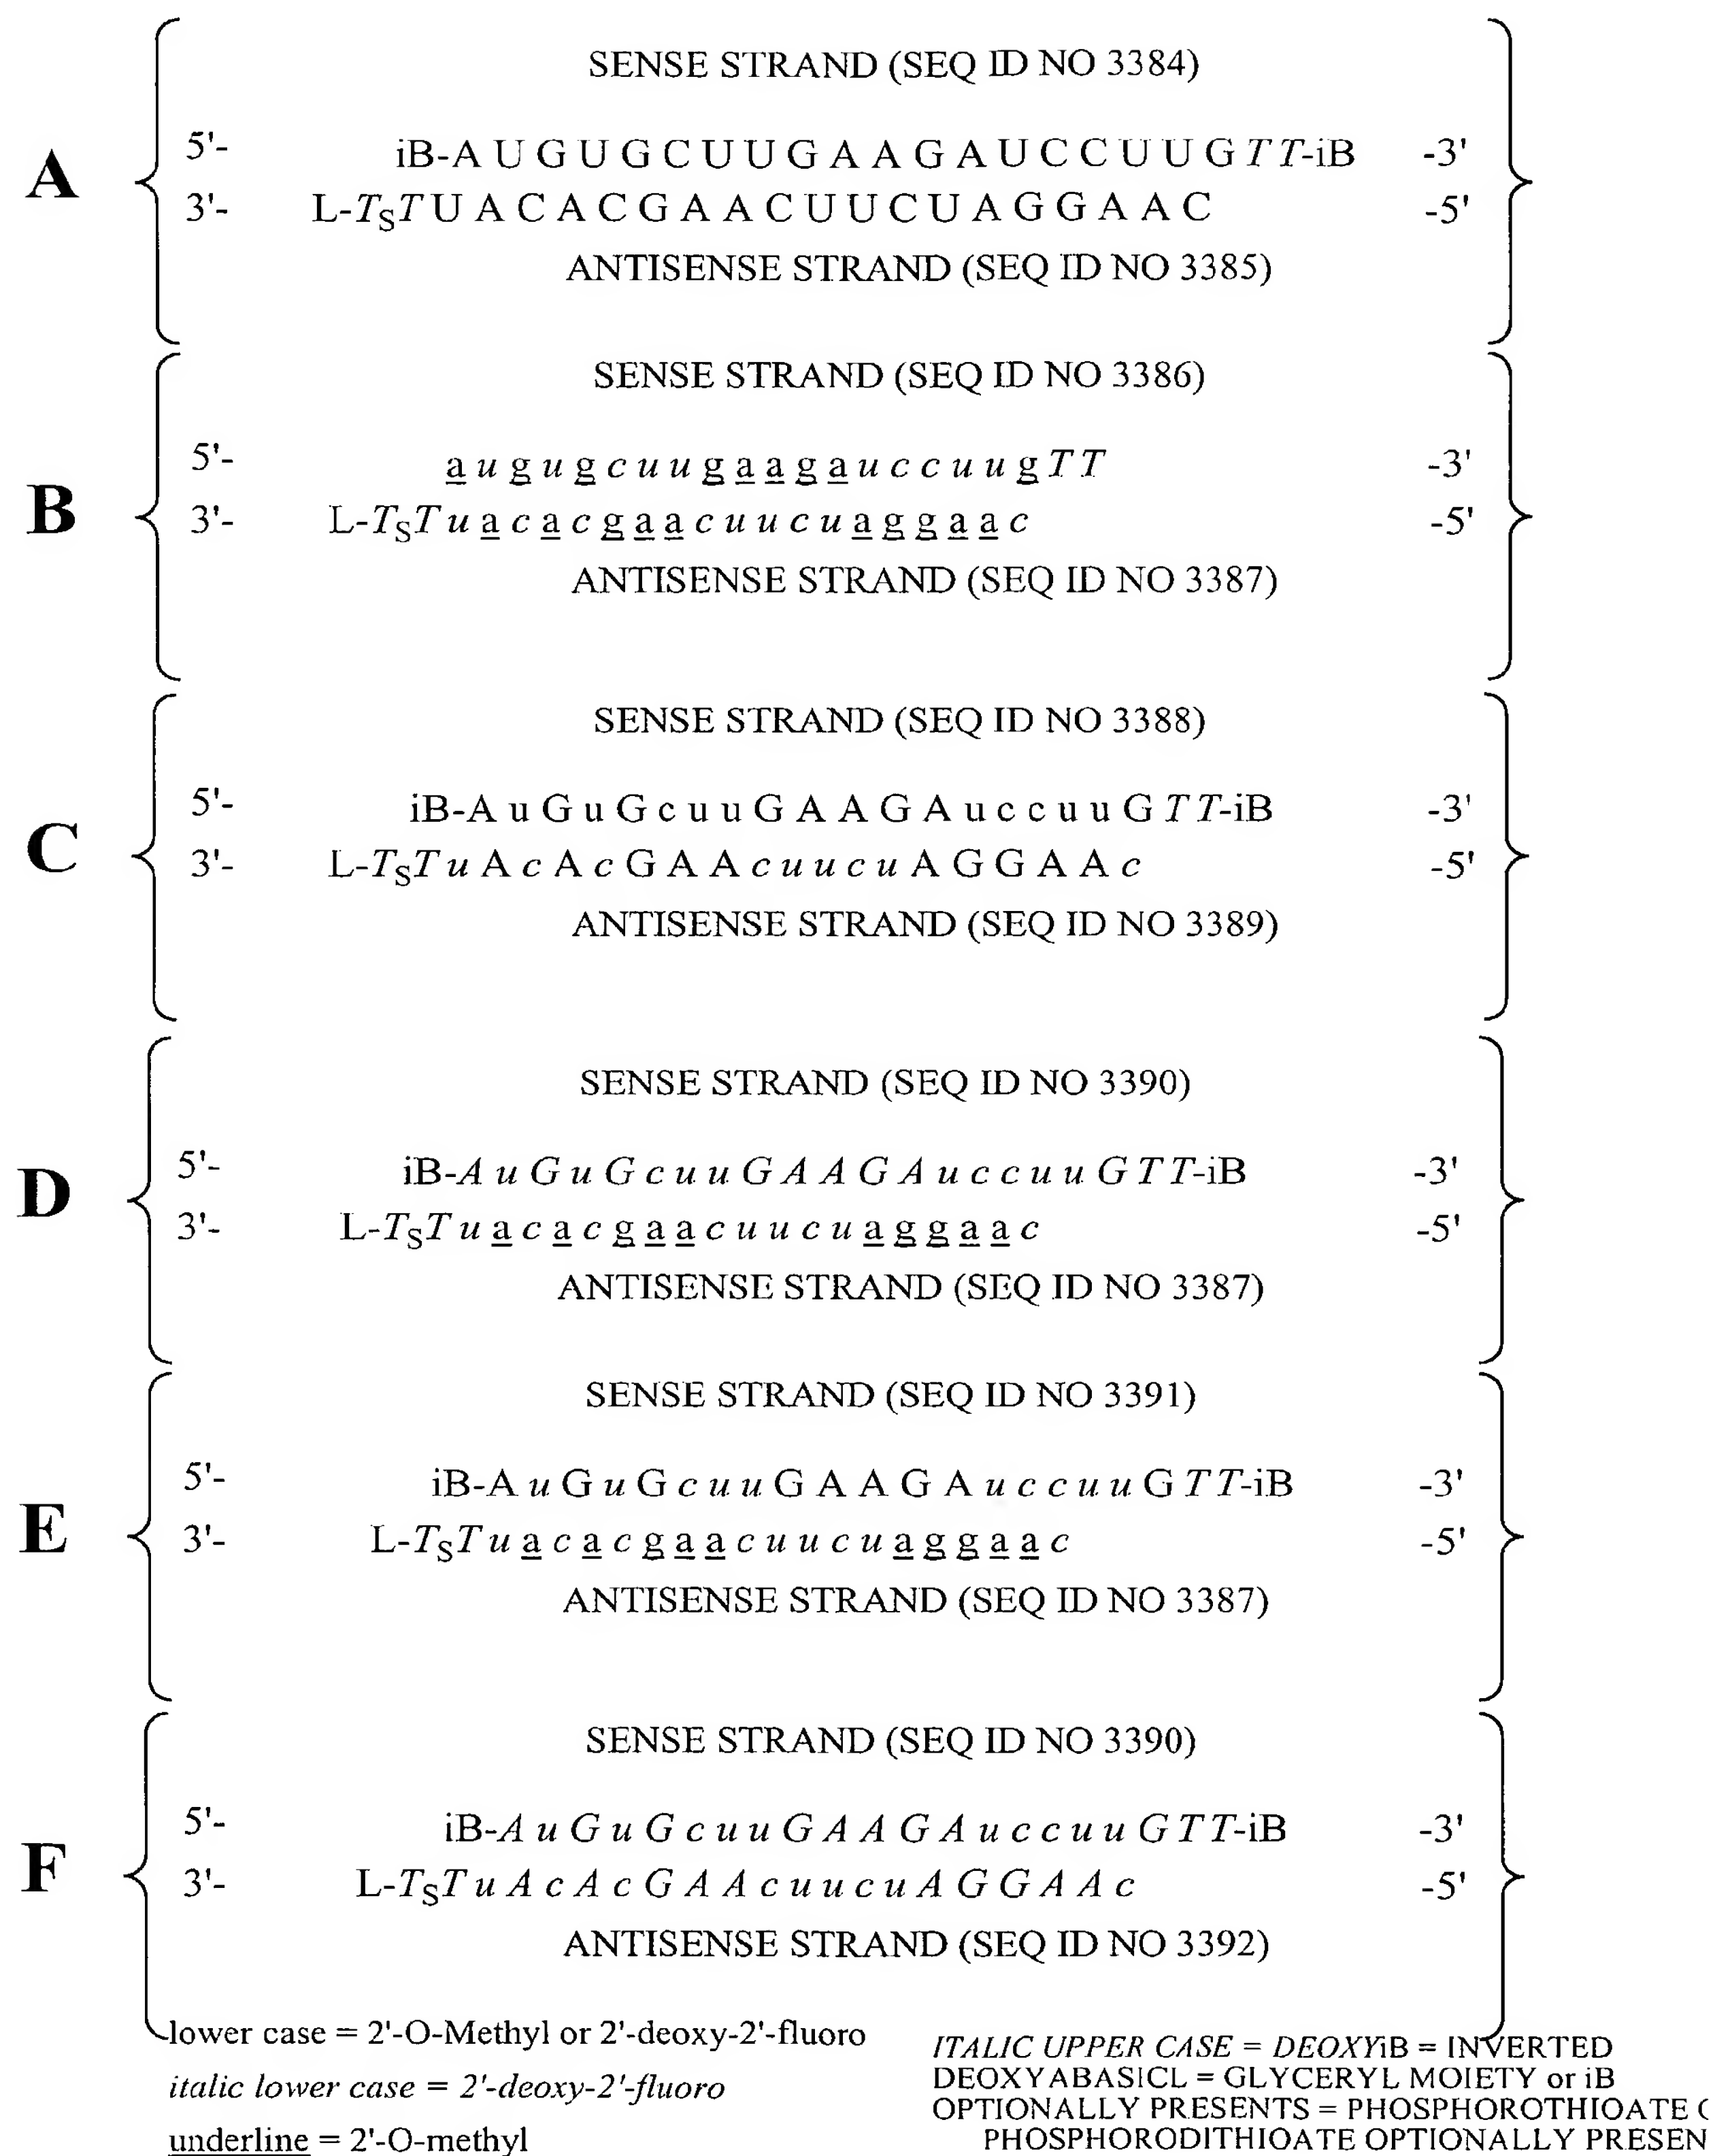 SENSE STRAND (SEQ ID NO 3384)
A
5'- iB-A U G U G C U U G A A G A U C C U U G T T-iB -3'
3'- L-TSTU A C A C G A A C U U C U A G G A A C -5'
ANTISENSE STRAND (SEQ ID NO 3385)
SENSE STRAND (SEQ ID NO 3386)
B
5'- a u g u g c u u g a a g a u c c u u g T T -3'
3'- L-TSTu a c a c g a a c u u c u a g g a a c -5'
ANTISENSE STRAND (SEQ ID NO 3387)
SENSE STRAND (SEQ ID NO 3388)
C
5'- iB-A u G u G c u u G A A G A u c c u u G T T-iB -3'
3'- L-TSTu A c A c G A A c u u c u A G G A A c -5'
ANTISENSE STRAND (SEQ ID NO 3389)
SENSE STRAND (SEQ ID NO 3390)
D
5'- iB-A u G u G c u u G A A G A u c c u u G T T-iB -3'
3'- L-TSTu a c a c g a a c u u c u a g g a a c -5'
ANTISENSE STRAND (SEQ ID NO 3387)
SENSE STRAND (SEQ ID NO 3391)
E
5'- iB-A u G u G c u u G A A G A u c c u u G T T-iB -3'
3'- L-TSTu a c a c g a a c u u c u a g g a a c -5'
ANTISENSE STRAND (SEQ ID NO 3387)
SENSE STRAND (SEQ ID NO 3390)
F
5'- iB-A u G u G c u u G A A G A u c c u u G T T-iB -3'
3'- L-TSTu A c A c G A A c u u c u A G G A A c -5'
ANTISENSE STRAND (SEQ ID NO 3392)
lower case = 2'-O-Methyl or 2'-deoxy-2'-fluoro
italic lower case = 2'-deoxy-2'-fluoro
underline = 2'-O-methyl
ITALIC UPPER CASE = DEOXYiB = INVERTED
DEOXYABASICL = GLYCERYL MOIETY or iB
OPTIONALLY PRESENTS = PHOSPHOROTHIOATE
PHOSPHORODITHIOATE OPTIONALLY PRESEN